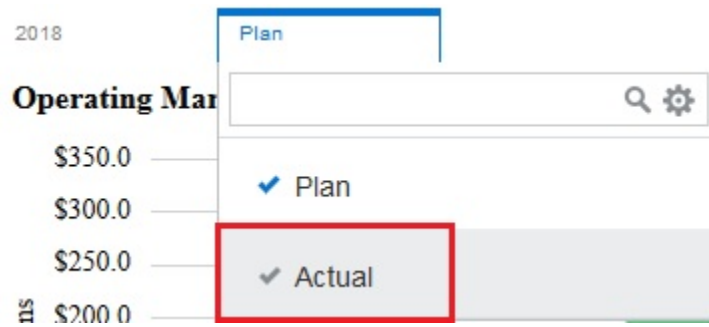 2018 Plan
Operating Mar
$350.0
Plan
$300.0
$250.0
Actual
$200.0